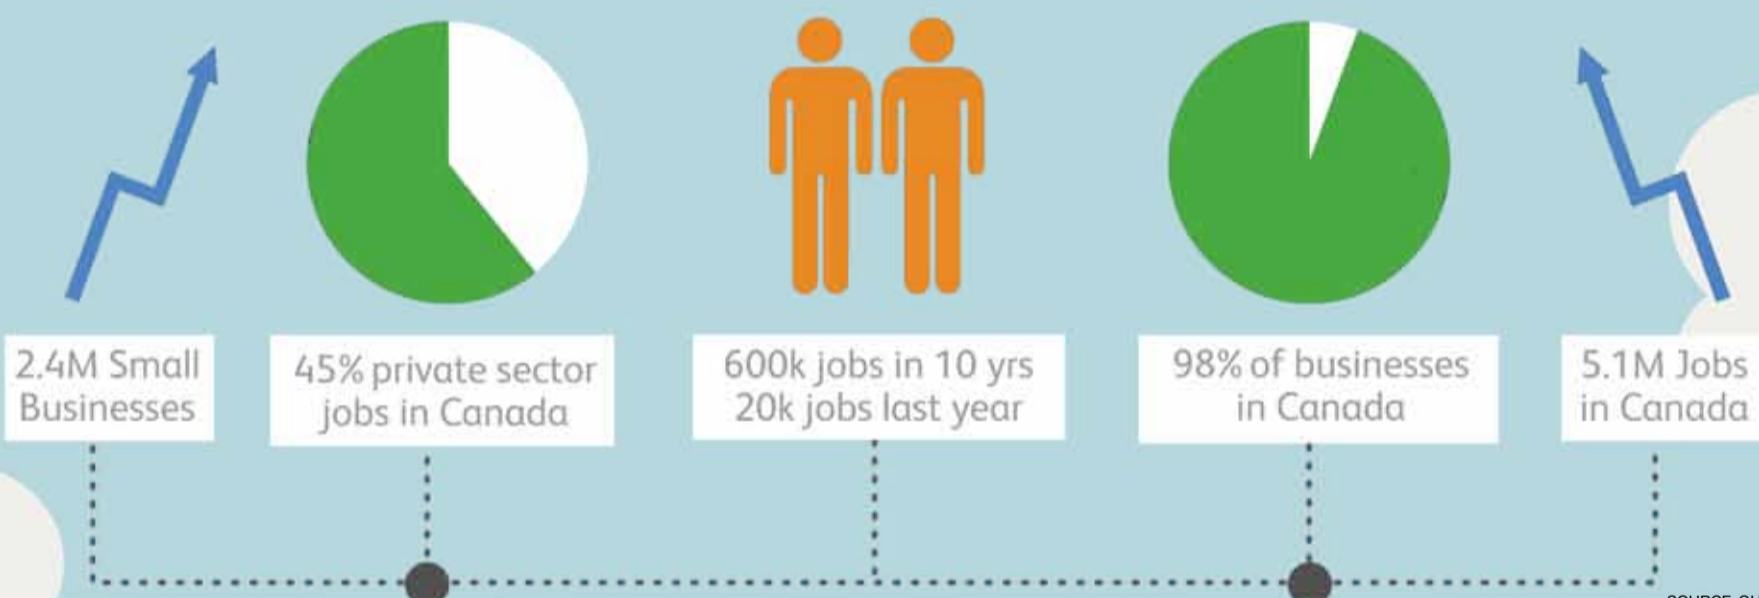 2.4M Small
Businesses
45% private sector
jobs in Canada
600k jobs in 10 yrs
20k jobs last year
98% of businesses
in Canada
5.1M Jobs
in Canada